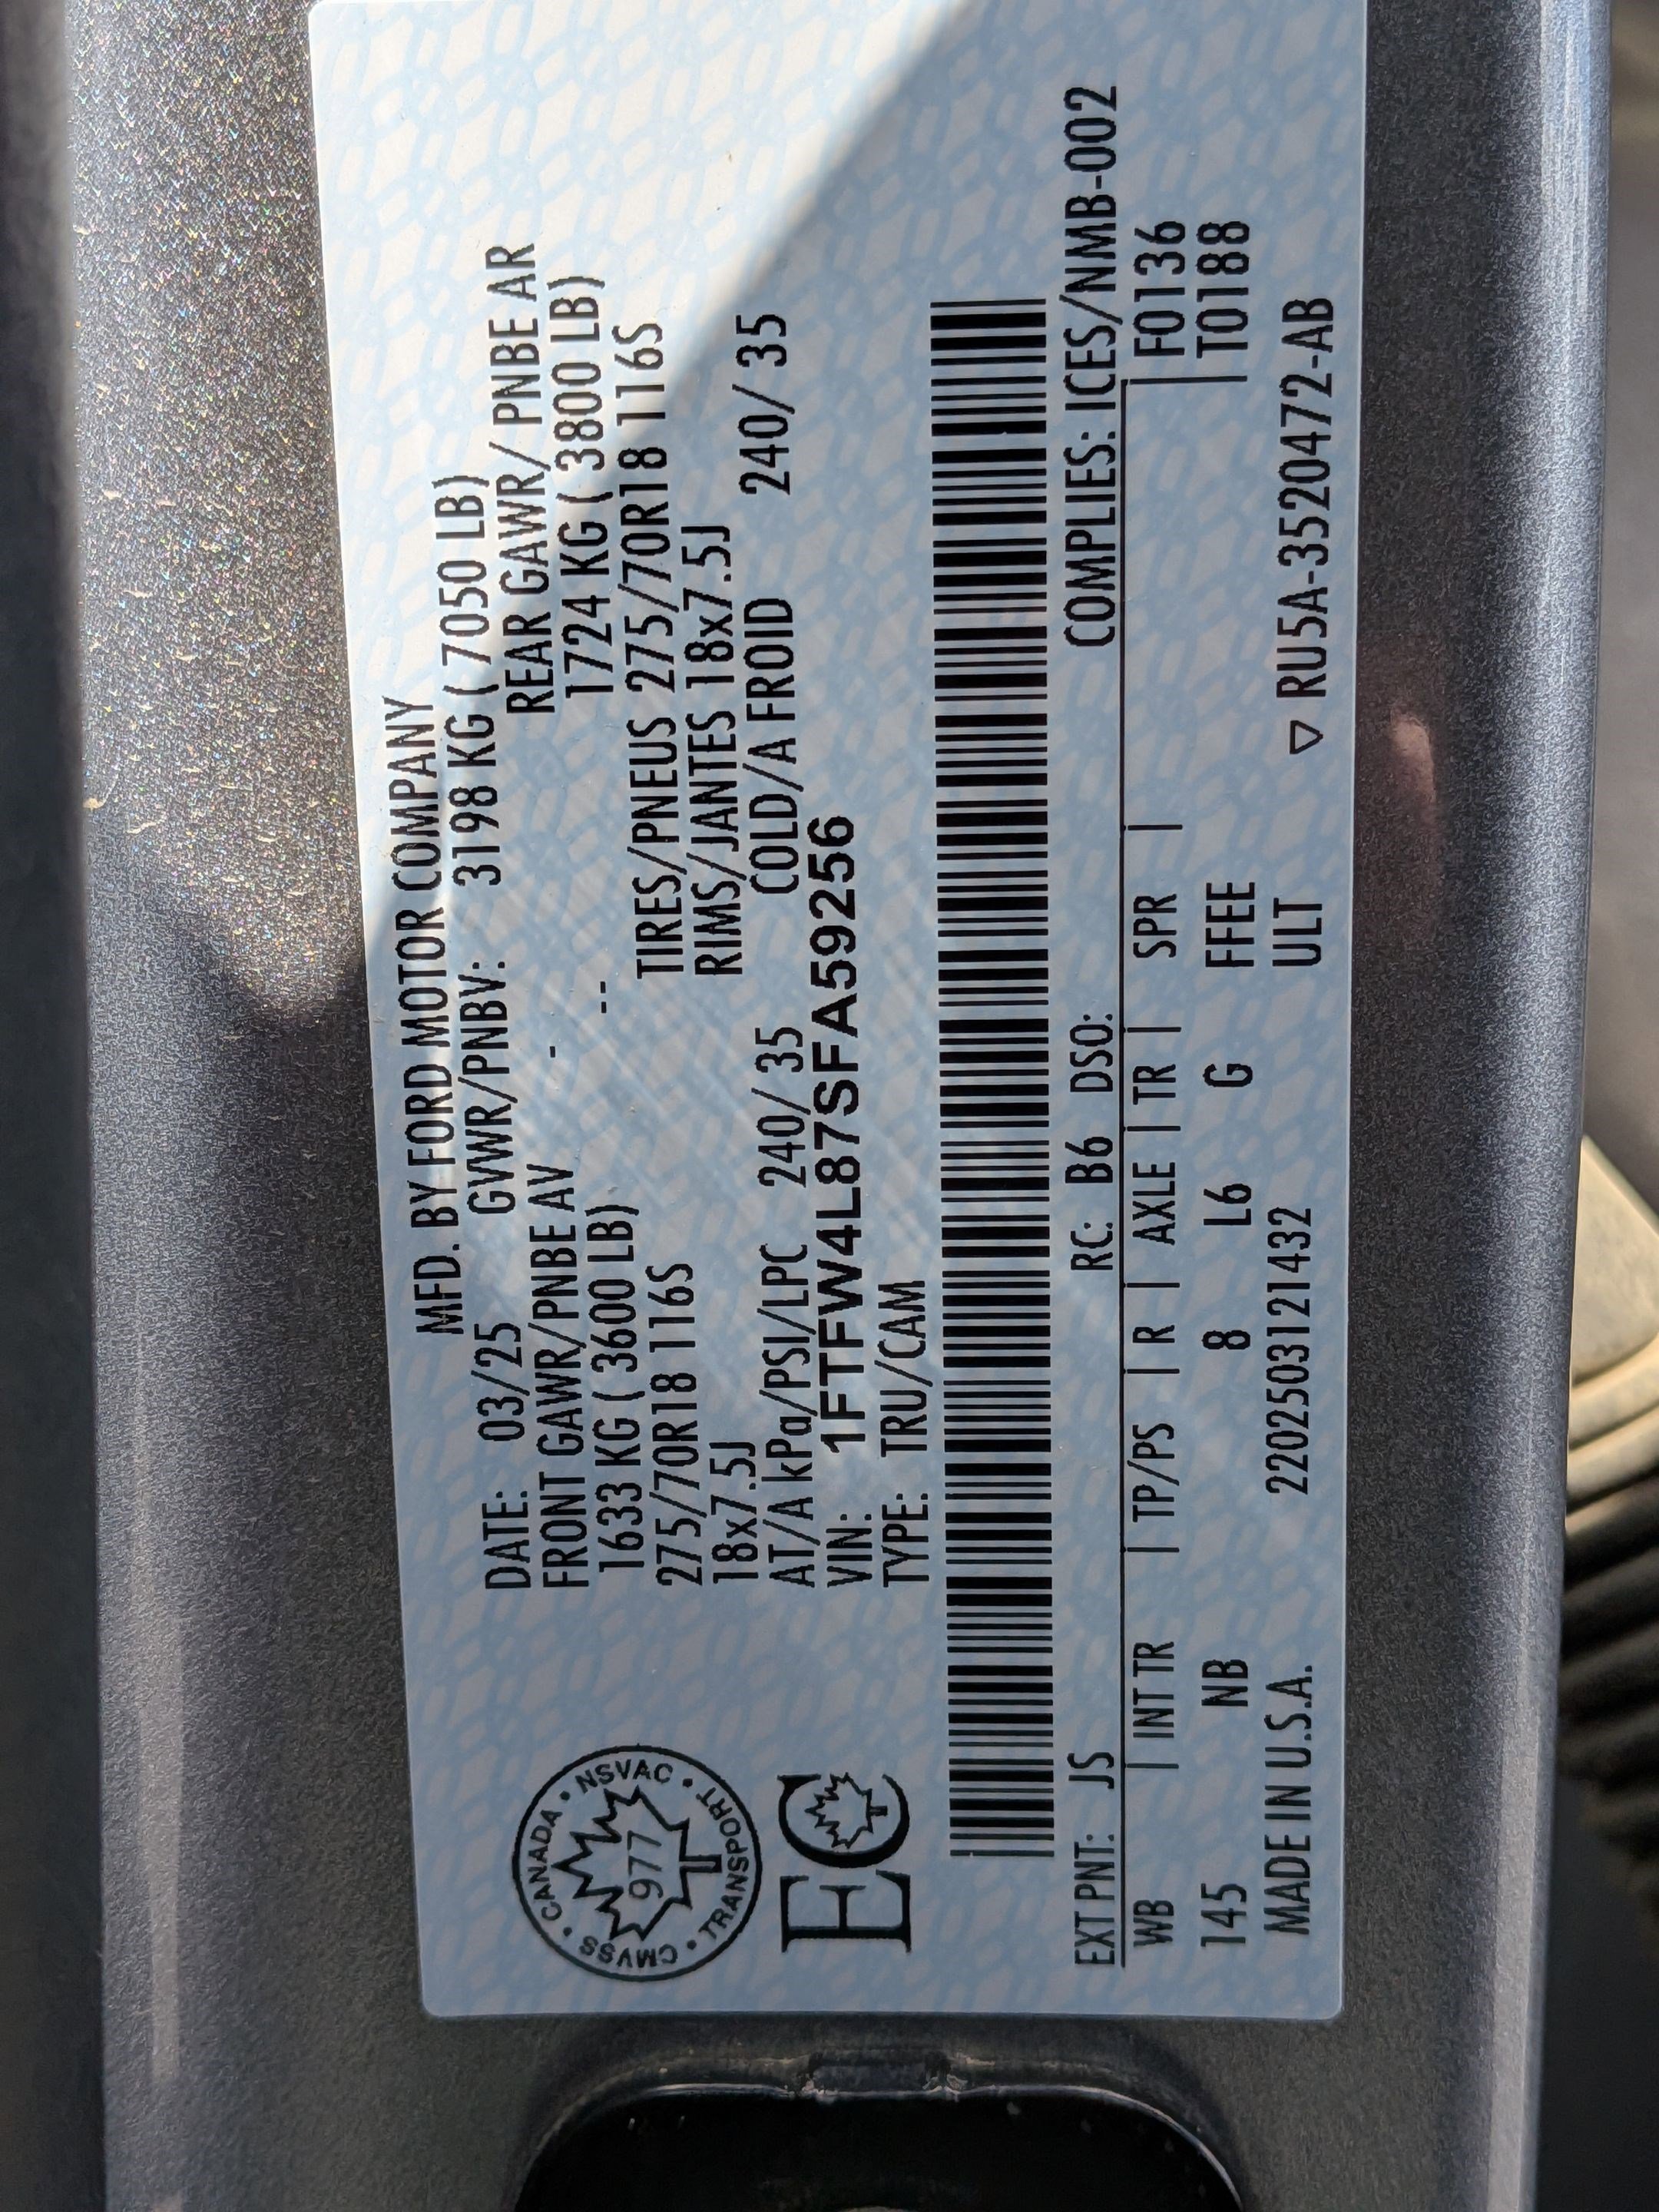 MFD. BY FORD MOTOR COMPANY
DATE: 03/25 GVWR/PNBV: 3198 KG ( 7050 LB)
FRONT GAWR/PNBE AV - REAR GAWR/ PNBE AR
1633 KG ( 3600 LB) -- 1724 KG ( 3800 LB)
275/70R18 116S TIRES/PNEUS 275/70R18 116S
18x7.5J RIMS/JANTES 18x7.5J
AT/A kPa/PSI/LPC 240/ 35 COLD/A FROID 240/ 35
VIN: 1FTFW4L87SFA59256
TYPE: TRU/CAM
CANADA • NSVAC • TRANSPORT • CMVSS •
977
EC
EXT PNT: JS RC: B6 DSO: COMPLIES: ICES/NMB-002
WB | INT TR | TP/PS | R | AXLE | TR | SPR | | F0136
145 NB 8 L6 G FFEE T0188
MADE IN U.S.A. 220250312​1432 ULT ▽ RU5A-3520472-AB